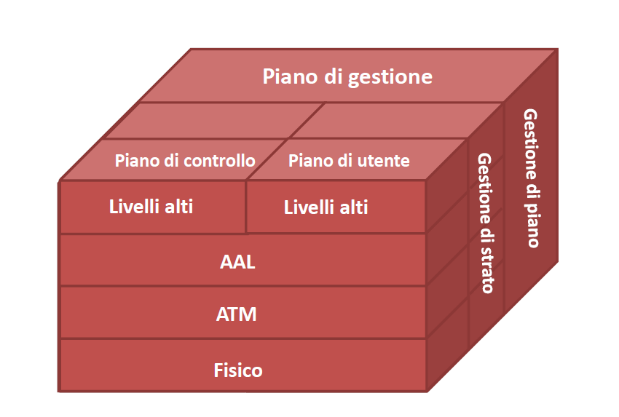 Piano di gestione
Piano di controllo
Piano di utente
Livelli alti
Livelli alti
AAL
ATM
Fisico
Gestione di strato
Gestione di piano